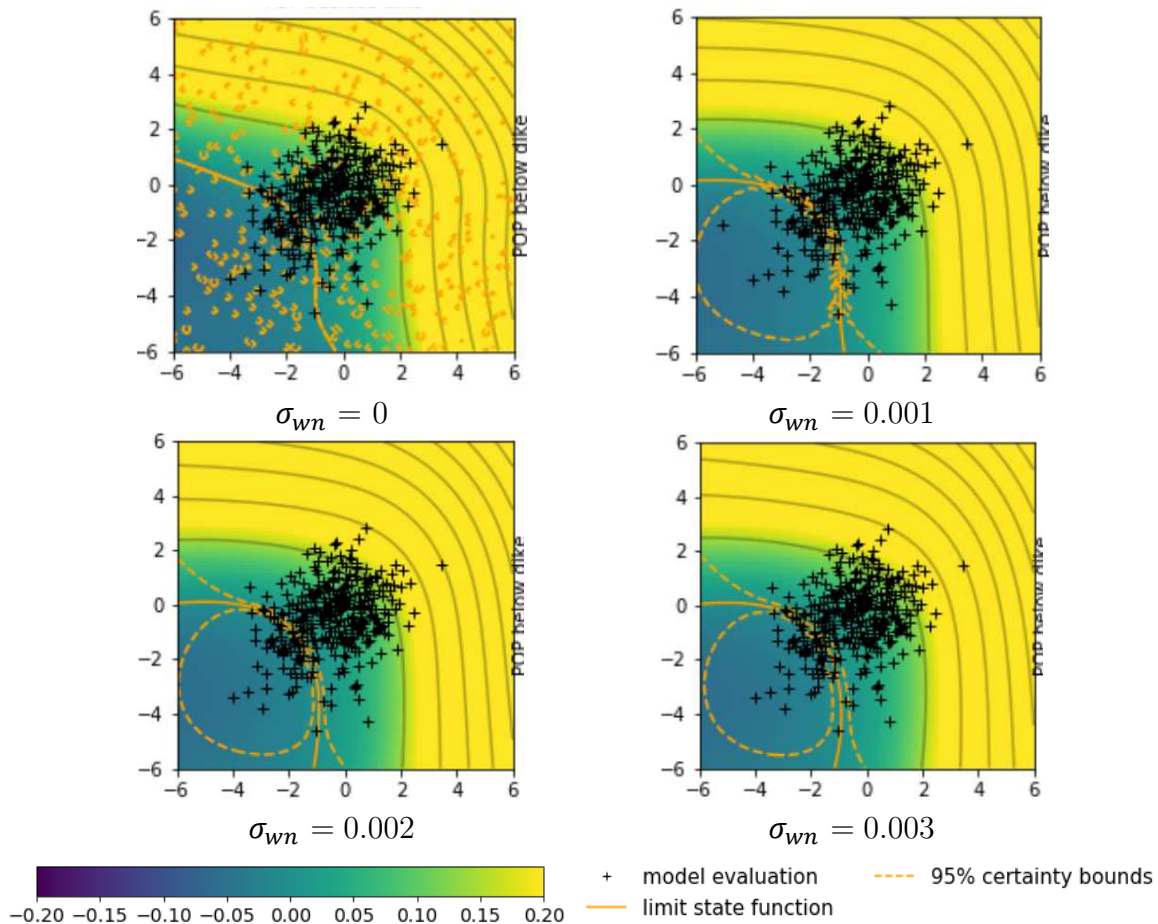 6
4
2
0
−2
−4
−6
−6 −4 −2 0 2 4 6
POP below dike
σwn = 0
6
4
2
0
−2
−4
−6
−6 −4 −2 0 2 4 6
POP below dike
σwn = 0.001
6
4
2
0
−2
−4
−6
−6 −4 −2 0 2 4 6
POP below dike
σwn = 0.002
6
4
2
0
−2
−4
−6
−6 −4 −2 0 2 4 6
POP below dike
σwn = 0.003
−0.20 −0.15 −0.10 −0.05 0.00 0.05 0.10 0.15 0.20
model evaluation
limit state function
95% certainty bounds